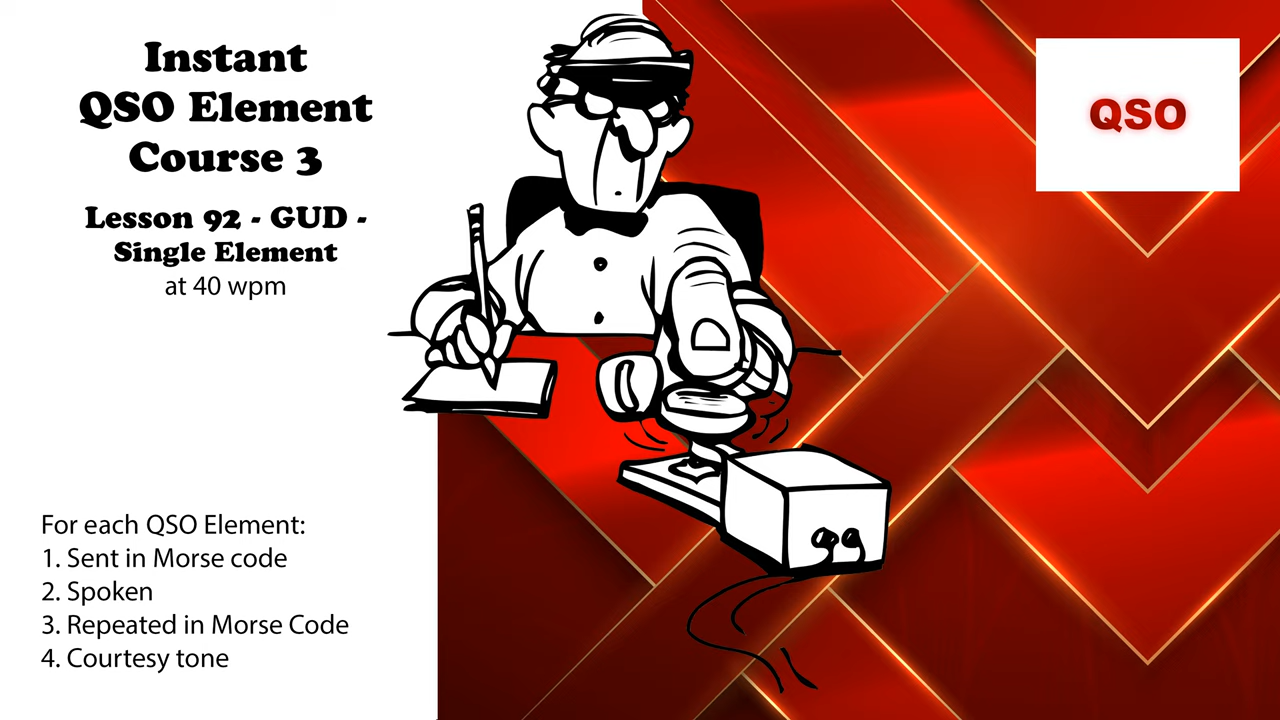 Instant
QSO Element
Course 3
Lesson 92 - GUD -
Single Element
at 40 wpm
QSO
For each QSO Element:
1. Sent in Morse code
2. Spoken
3. Repeated in Morse Code
4. Courtesy tone